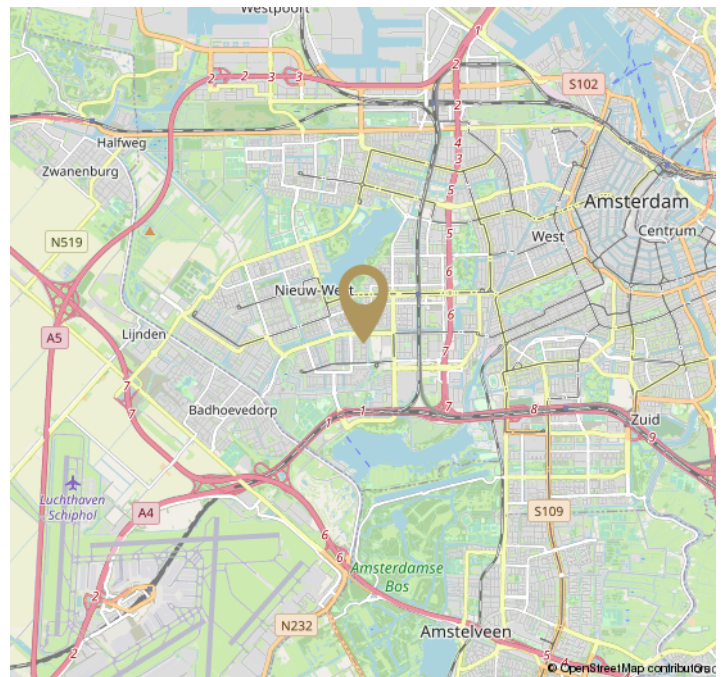 Westpoort
1
2
2
2
3
3
S102
2
4
3
5
Halfweg
Zwanenburg
5
Amsterdam
N519
West
Centrum
6
Nieuw-West
6
Lijnden
A5
7
7
7
Badhoevedorp
1
1
7
8
Zuid
9
Luchthaven
Schiphol
A4
S109
6
6
Amsterdamse
Bos
2
N232
Amstelveen
2
5
4
© OpenStreetMap contributors